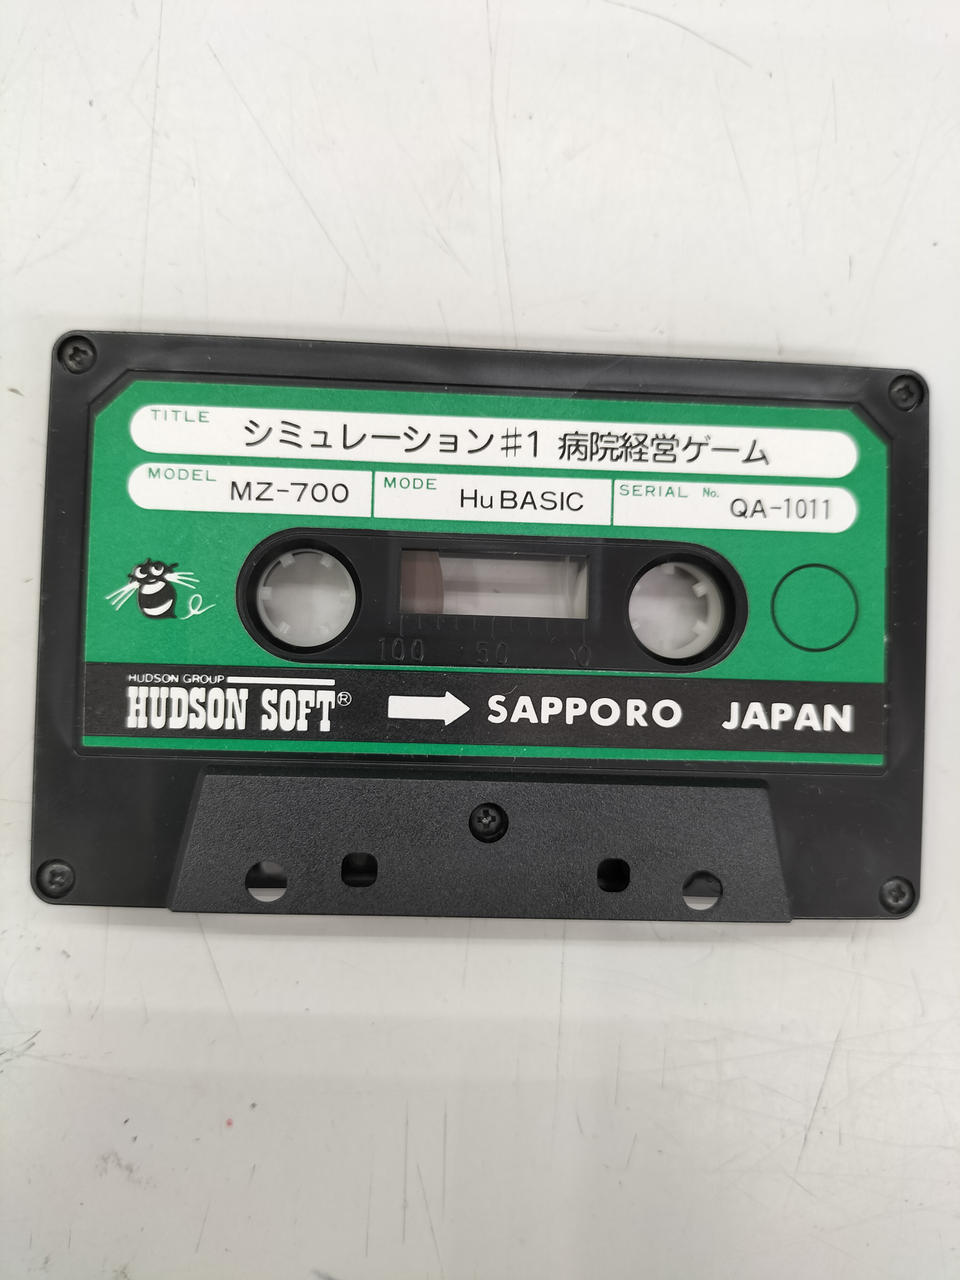 TITLE シミュレーション#1 病院経営ゲーム
MODEL MZ-700 MODE Hu BASIC SERIAL No. QA-1011
100 50 0
HUDSON GROUP
HUDSON SOFT® SAPPORO JAPAN